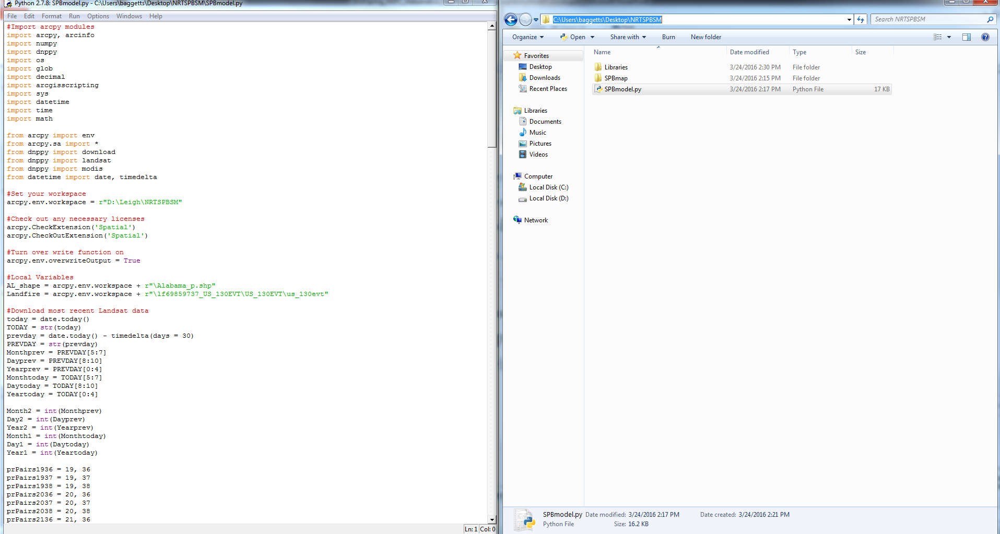 Python 2.7.8: SPBmodel.py - C:\Users\baggetts\Desktop\NRTSPBSM\SPBmodel.py
File Edit Format Run Options Windows Help
#Import arcpy modules
import arcpy, arcinfo
import numpy
import dnppy
import os
import glob
import decimal
import arcgisscripting
import sys
import datetime
import time
import math
from arcpy import env
from arcpy.sa import *
from dnppy import download
from dnppy import landsat
from dnppy import modis
from datetime import date, timedelta
#Set your workspace
arcpy.env.workspace = r"D:\Leigh\NRTSPBSM"
#Check out any necessary licenses
arcpy.CheckExtension('Spatial')
arcpy.CheckOutExtension('Spatial')
#Turn over write function on
arcpy.env.overwriteOutput = True
#Local Variables
AL_shape = arcpy.env.workspace + r"\Alabama_p.shp"
Landfire = arcpy.env.workspace + r"\lf69859737_US_130EVT\US_130EVT\us_130evt"
#Download most recent Landsat data
today = date.today()
TODAY = str(today)
prevday = date.today() - timedelta(days = 30)
PREVDAY = str(prevday)
Monthprev = PREVDAY[5:7]
Dayprev = PREVDAY[8:10]
Yearprev = PREVDAY[0:4]
Monthtoday = TODAY[5:7]
Daytoday = TODAY[8:10]
Yeartoday = TODAY[0:4]
Month2 = int(Monthprev)
Day2 = int(Dayprev)
Year2 = int(Yearprev)
Month1 = int(Monthtoday)
Day1 = int(Daytoday)
Year1 = int(Yeartoday)
prPairs1936 = 19, 36
prPairs1937 = 19, 37
prPairs1938 = 19, 38
prPairs2036 = 20, 36
prPairs2037 = 20, 37
prPairs2038 = 20, 38
prPairs2136 = 21, 36
Ln: 1 Col: 0
C:\Users\baggetts\Desktop\NRTSPBSM
Search NRTSPBSM
Organize Open Share with Burn New folder
Favorites
Desktop
Downloads
Recent Places
Libraries
Documents
Music
Pictures
Videos
Computer
Local Disk (C:)
Local Disk (D:)
Network
Name Date modified Type Size
Libraries 3/24/2016 2:30 PM File folder
SPBmap 3/24/2016 2:15 PM File folder
SPBmodel.py 3/24/2016 2:17 PM Python File 17 KB
SPBmodel.py Date modified: 3/24/2016 2:17 PM Date created: 3/24/2016 2:21 PM
Python File Size: 16.2 KB